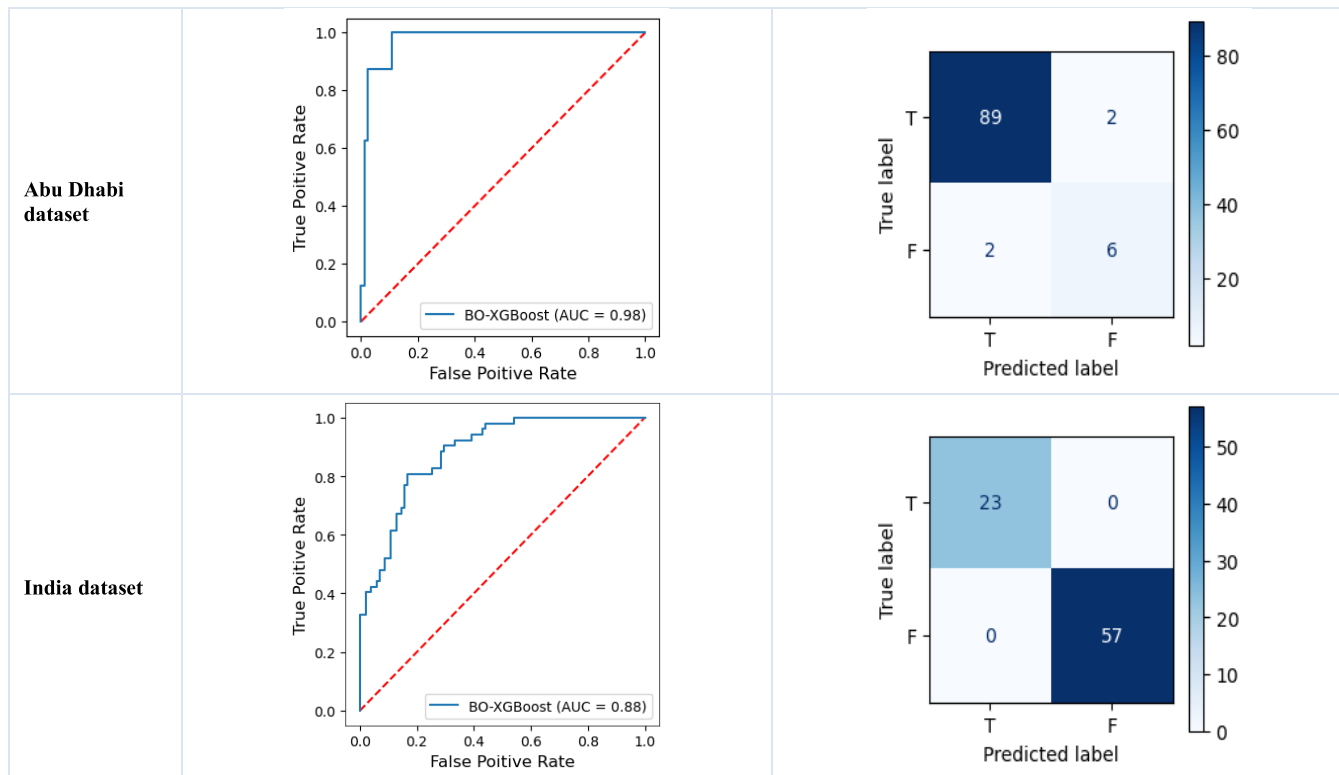 Abu Dhabi
dataset
1.0
0.8
0.6
0.4
0.2
0.0
True Poitive Rate
BO-XGBoost (AUC = 0.98)
0.0 0.2 0.4 0.6 0.8 1.0
False Poitive Rate
T
F
True label
89 2
2 6
T F
Predicted label
80
60
40
20
India dataset
1.0
0.8
0.6
0.4
0.2
0.0
True Poitive Rate
BO-XGBoost (AUC = 0.88)
0.0 0.2 0.4 0.6 0.8 1.0
False Poitive Rate
T
F
True label
23 0
0 57
T F
Predicted label
50
40
30
20
10
0